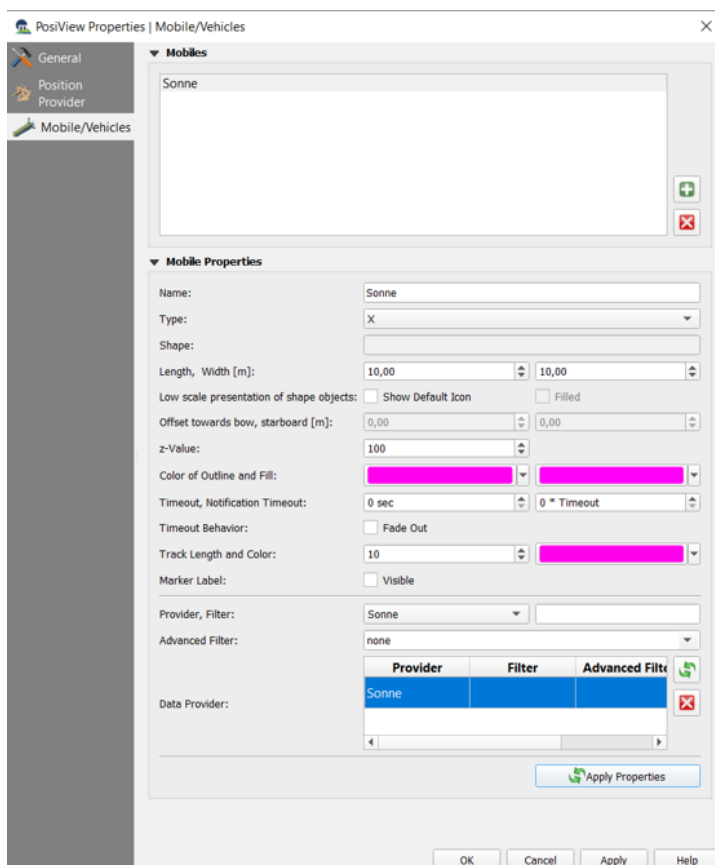 PosiView Properties | Mobile/Vehicles
General
Position
Provider
Mobile/Vehicles
Mobiles
Sonne
Mobile Properties
Name: Sonne
Type: X
Shape:
Length, Width [m]: 10,00 10,00
Low scale presentation of shape objects: Show Default Icon Filled
Offset towards bow, starboard [m]: 0,00 0,00
z-Value: 100
Color of Outline and Fill:
Timeout, Notification Timeout: 0 sec 0 * Timeout
Timeout Behavior: Fade Out
Track Length and Color: 10
Marker Label: Visible
Provider, Filter: Sonne
Advanced Filter: none
Provider Filter Advanced Filte
Sonne
Data Provider:
Apply Properties
OK Cancel Apply Help